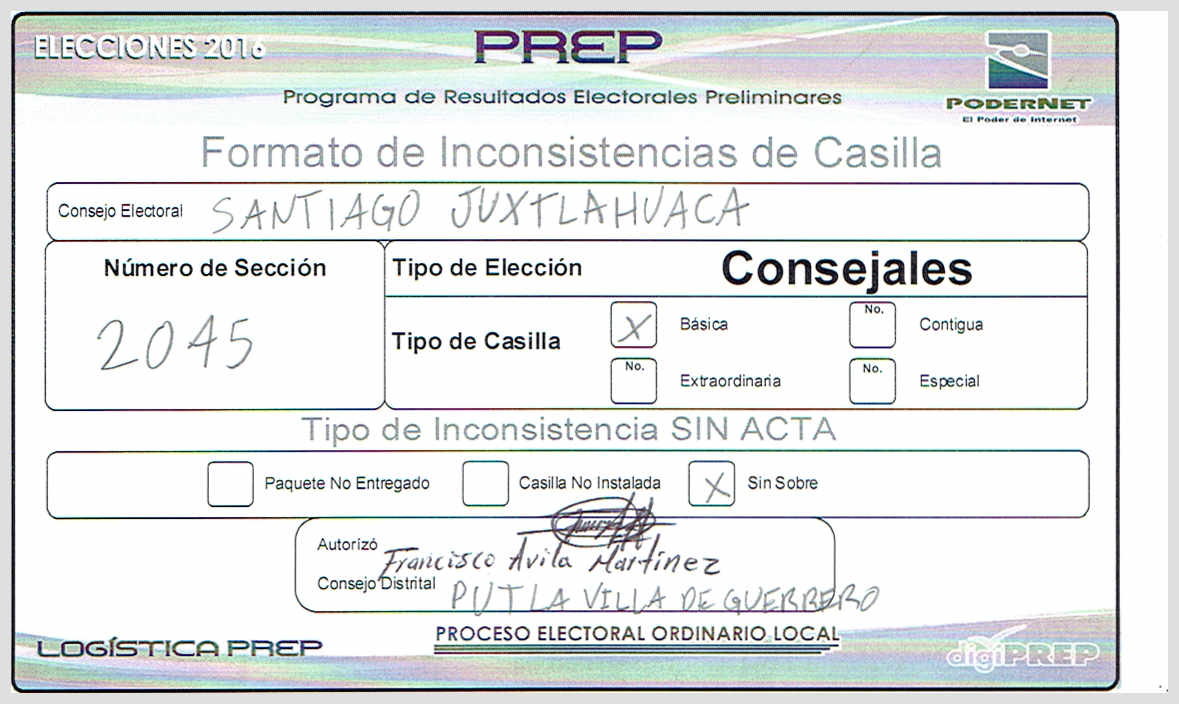 ELECCIONES 2016
PREP
Programa de Resultados Electorales Preliminares
PODERNET
El Poder de Internet
Formato de Inconsistencias de Casilla
Consejo Electoral SANTIAGO JUXTLAHUACA
Número de Sección
2045
Tipo de Elección Consejales
Tipo de Casilla
X Básica
No. Contigua
No. Extraordinaria
No. Especial
Tipo de Inconsistencia SIN ACTA
Paquete No Entregado
Casilla No Instalada
X Sin Sobre
Autorizó Francisco Avila Martinez
Consejo Distrital PUTLA VILLA DE GUERRERO
LOGÍSTICA PREP
PROCESO ELECTORAL ORDINARIO LOCAL
digiPREP